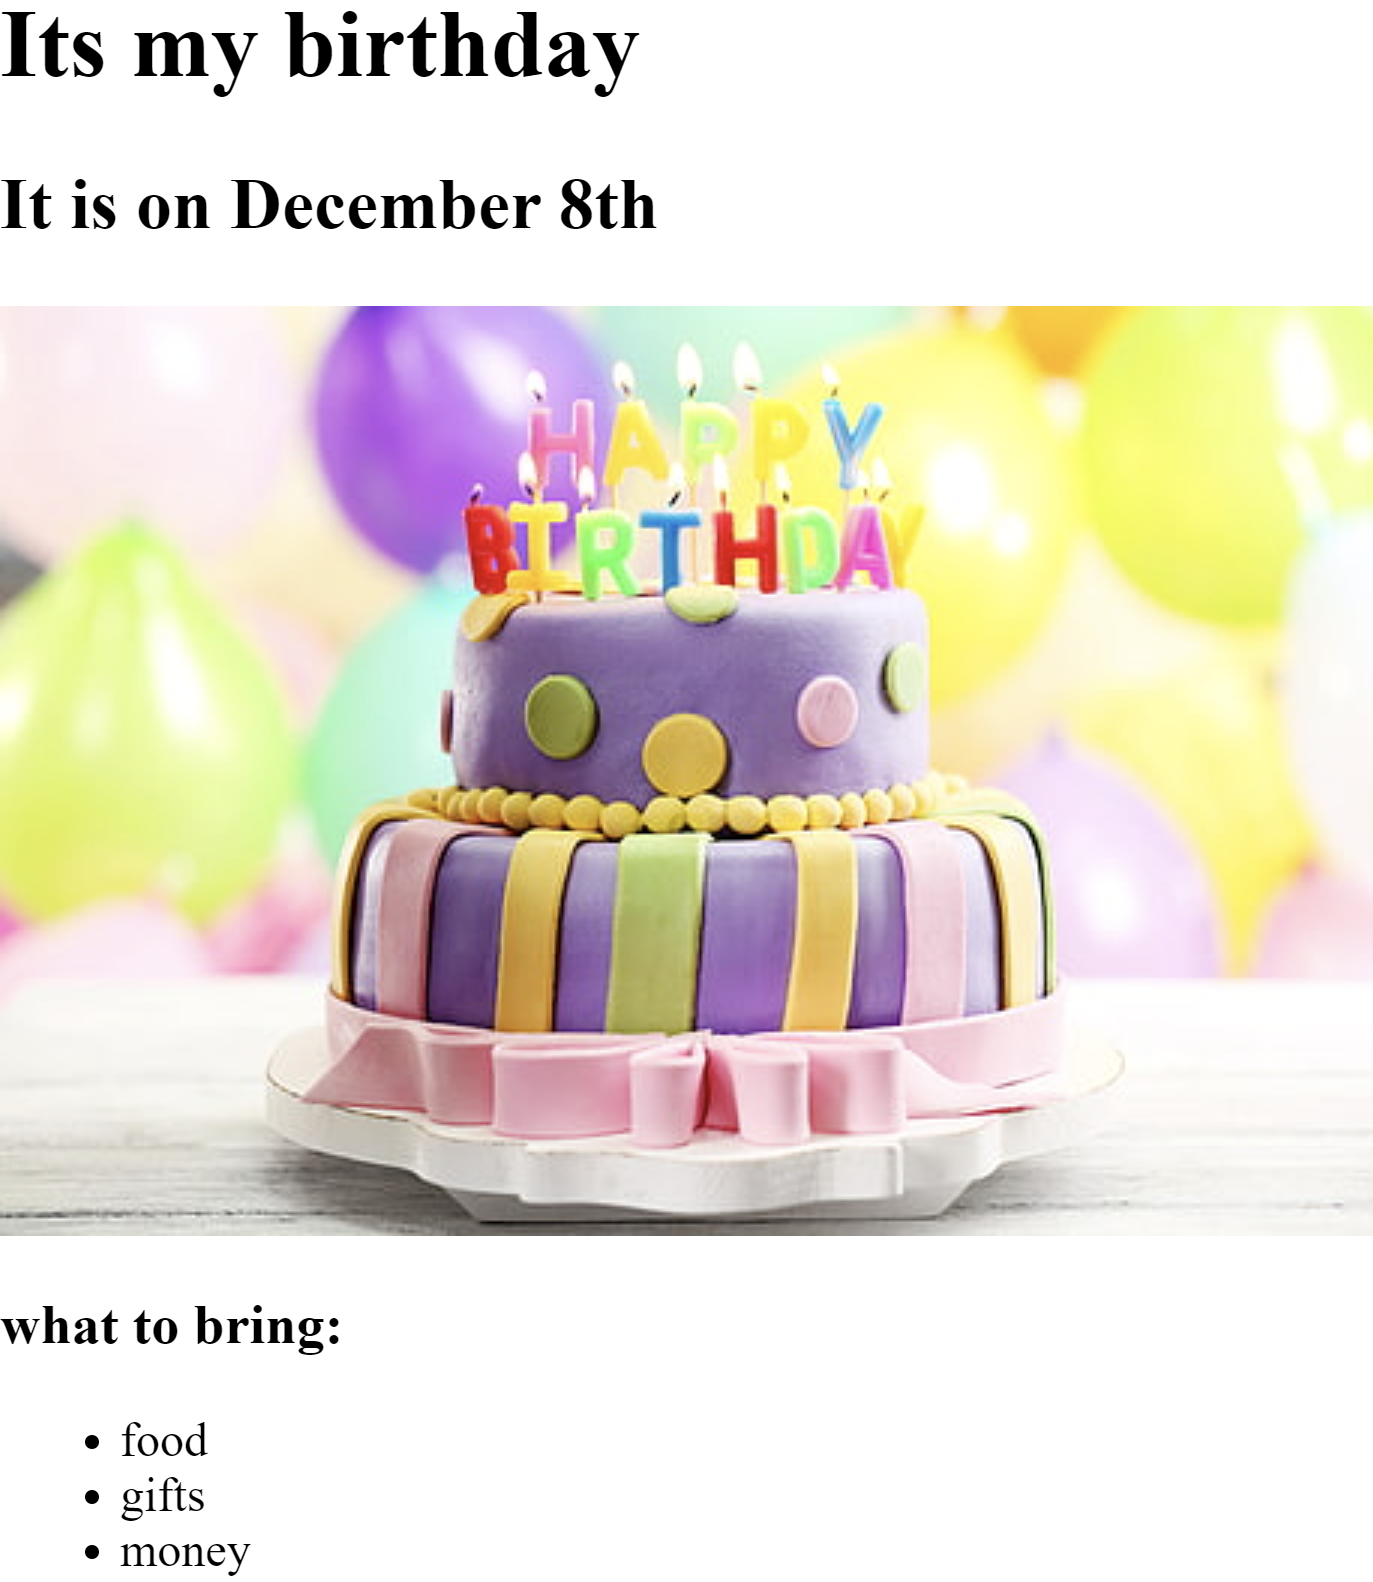 Its my birthday
It is on December 8th
HAPPY
BIRTHDAY
what to bring:
food
gifts
money